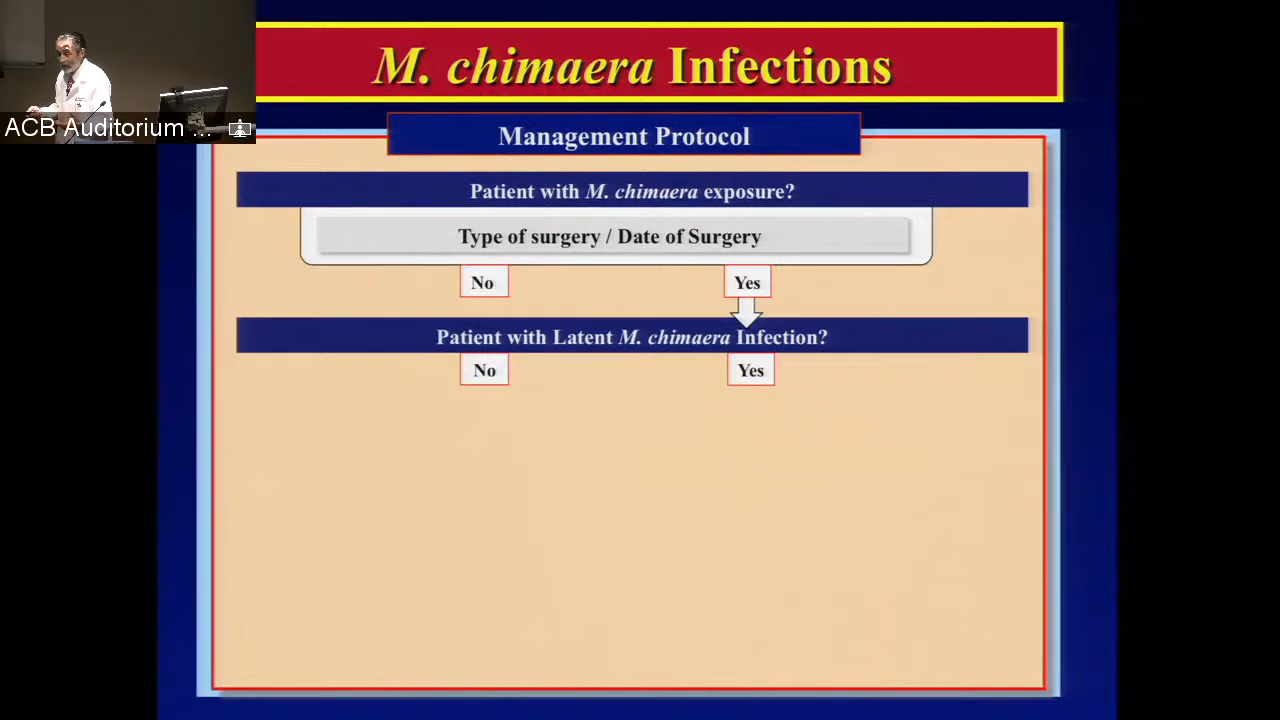 M. chimaera Infections
ACB Auditorium ...
Management Protocol
Patient with M. chimaera exposure?
Type of surgery / Date of Surgery
No Yes
Patient with Latent M. chimaera Infection?
No Yes